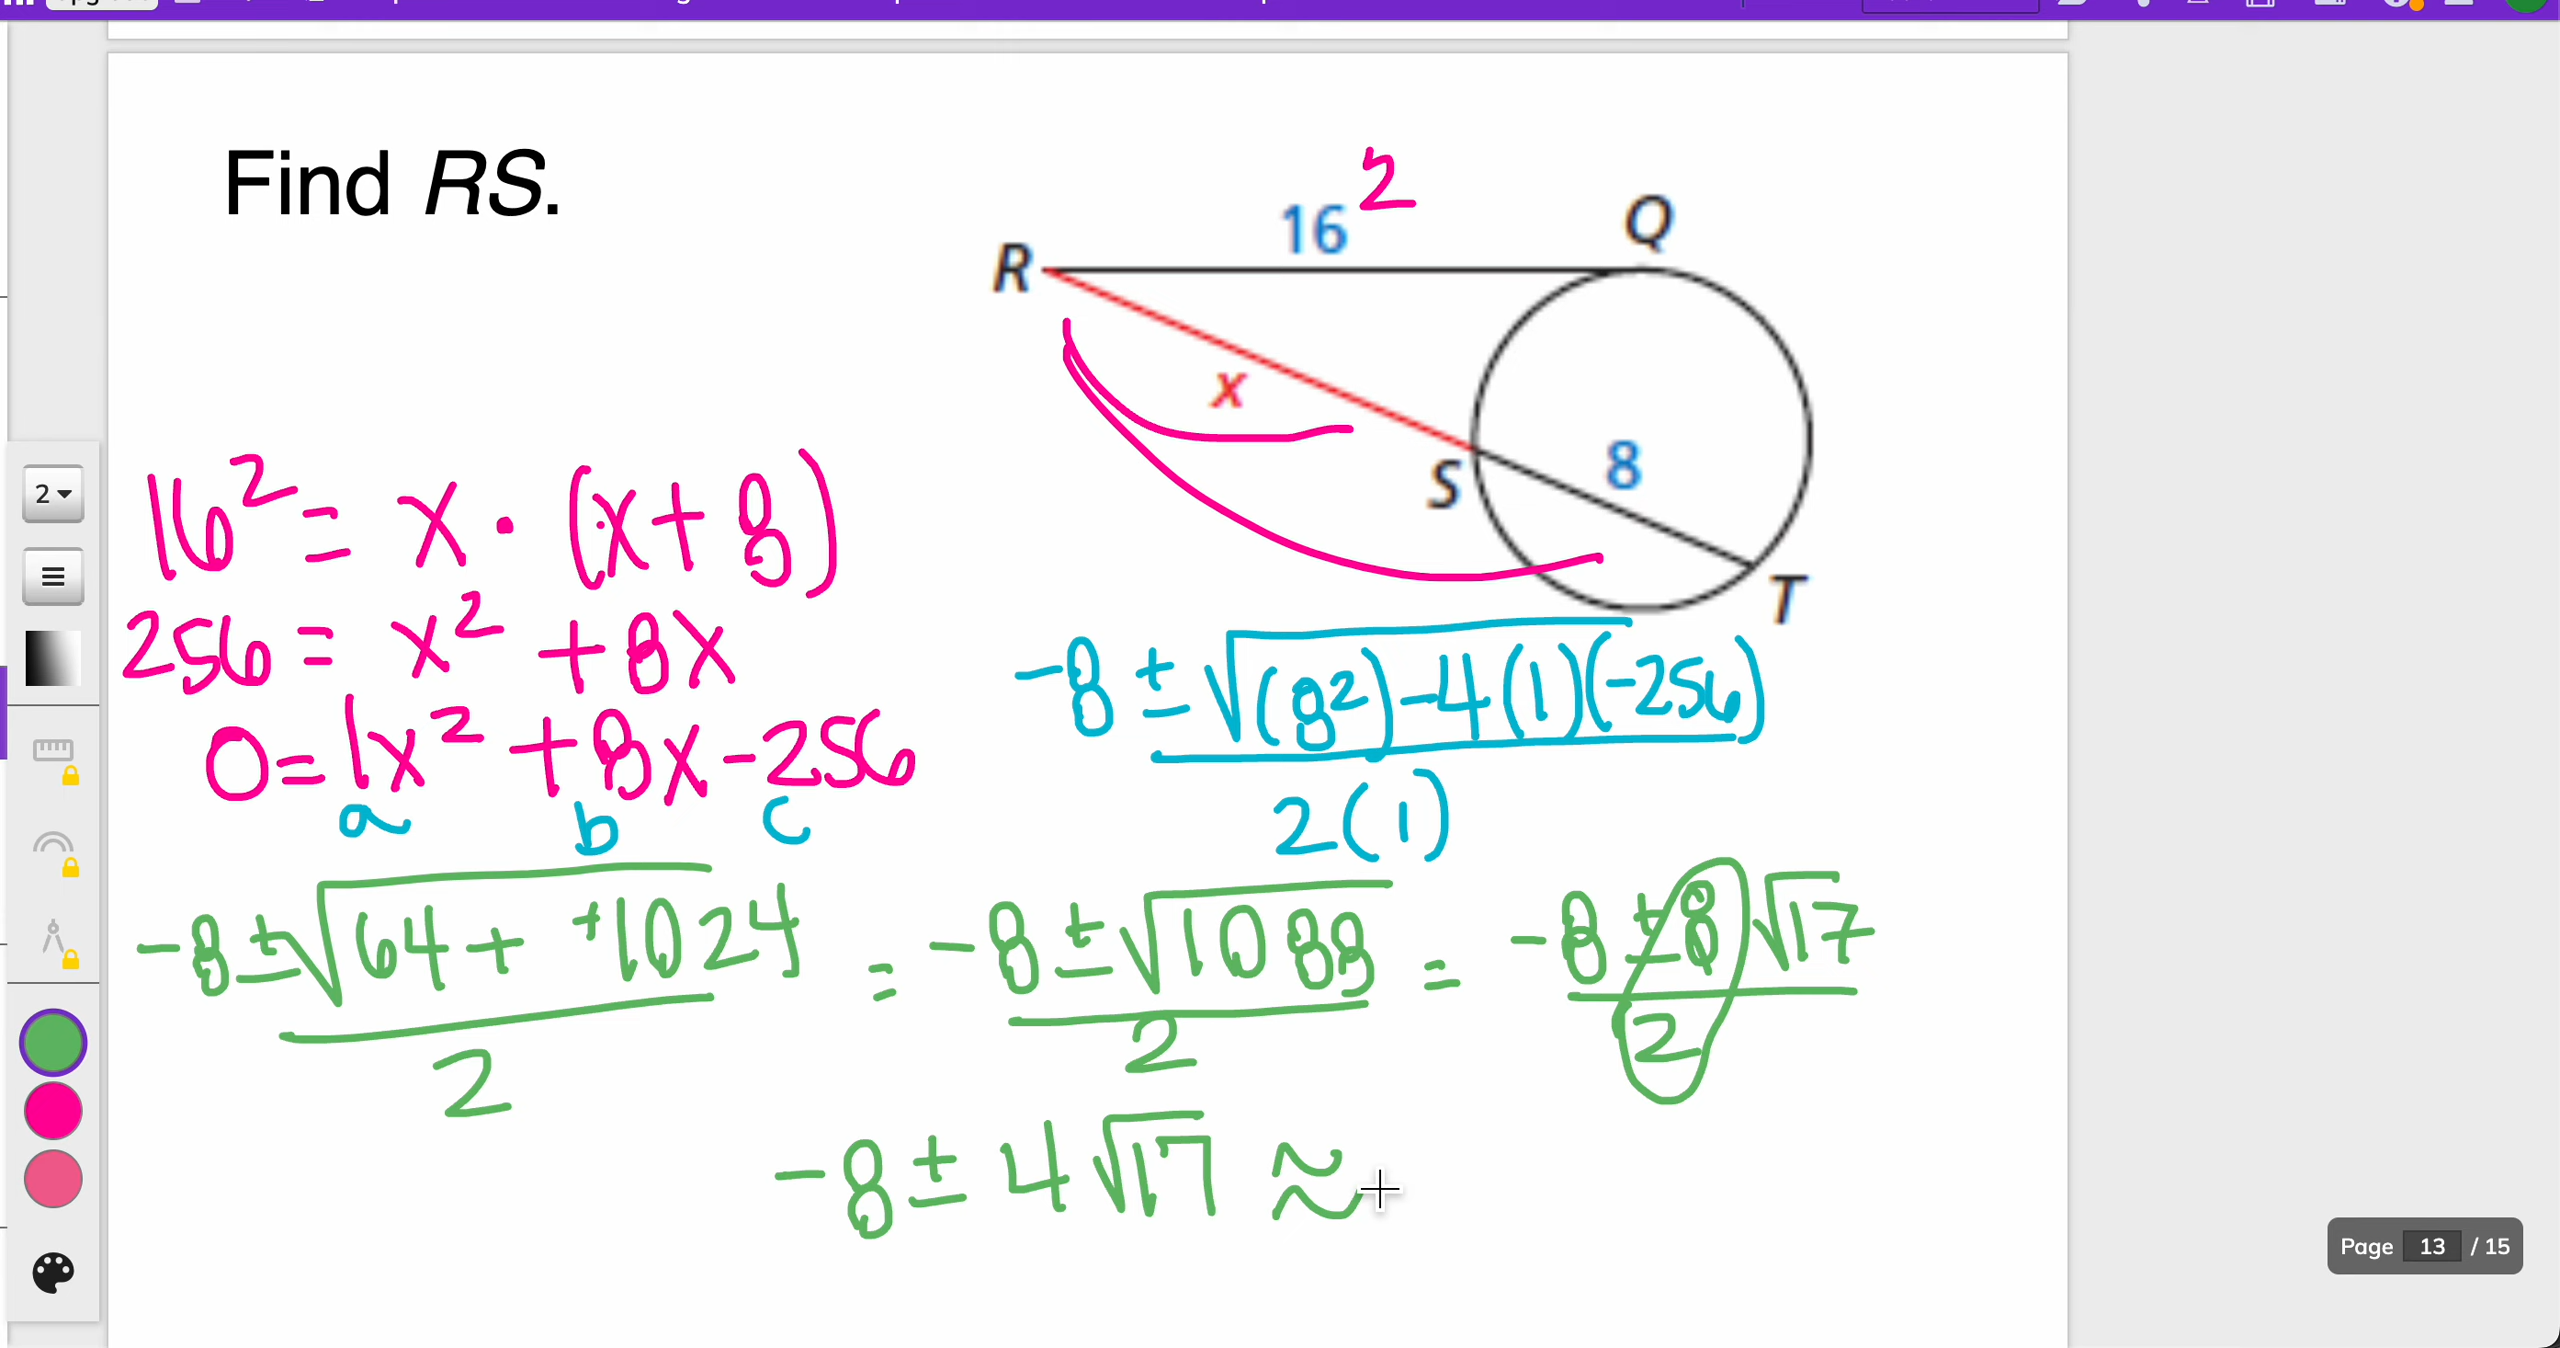 Find RS.
2
16
Q
R
x
S
8
T
16² = x · (x + 8)
256 = x² + 8x
0 = 1x² + 8x - 256
a b c
-8 ± √(8²) - 4(1)(-256)
2(1)
-8 ± √64 + +1024 = -8 ± √1088 = -8 ± 8 √17
2 2 2
-8 ± 4 √17 ≈
2
Page 13 / 15